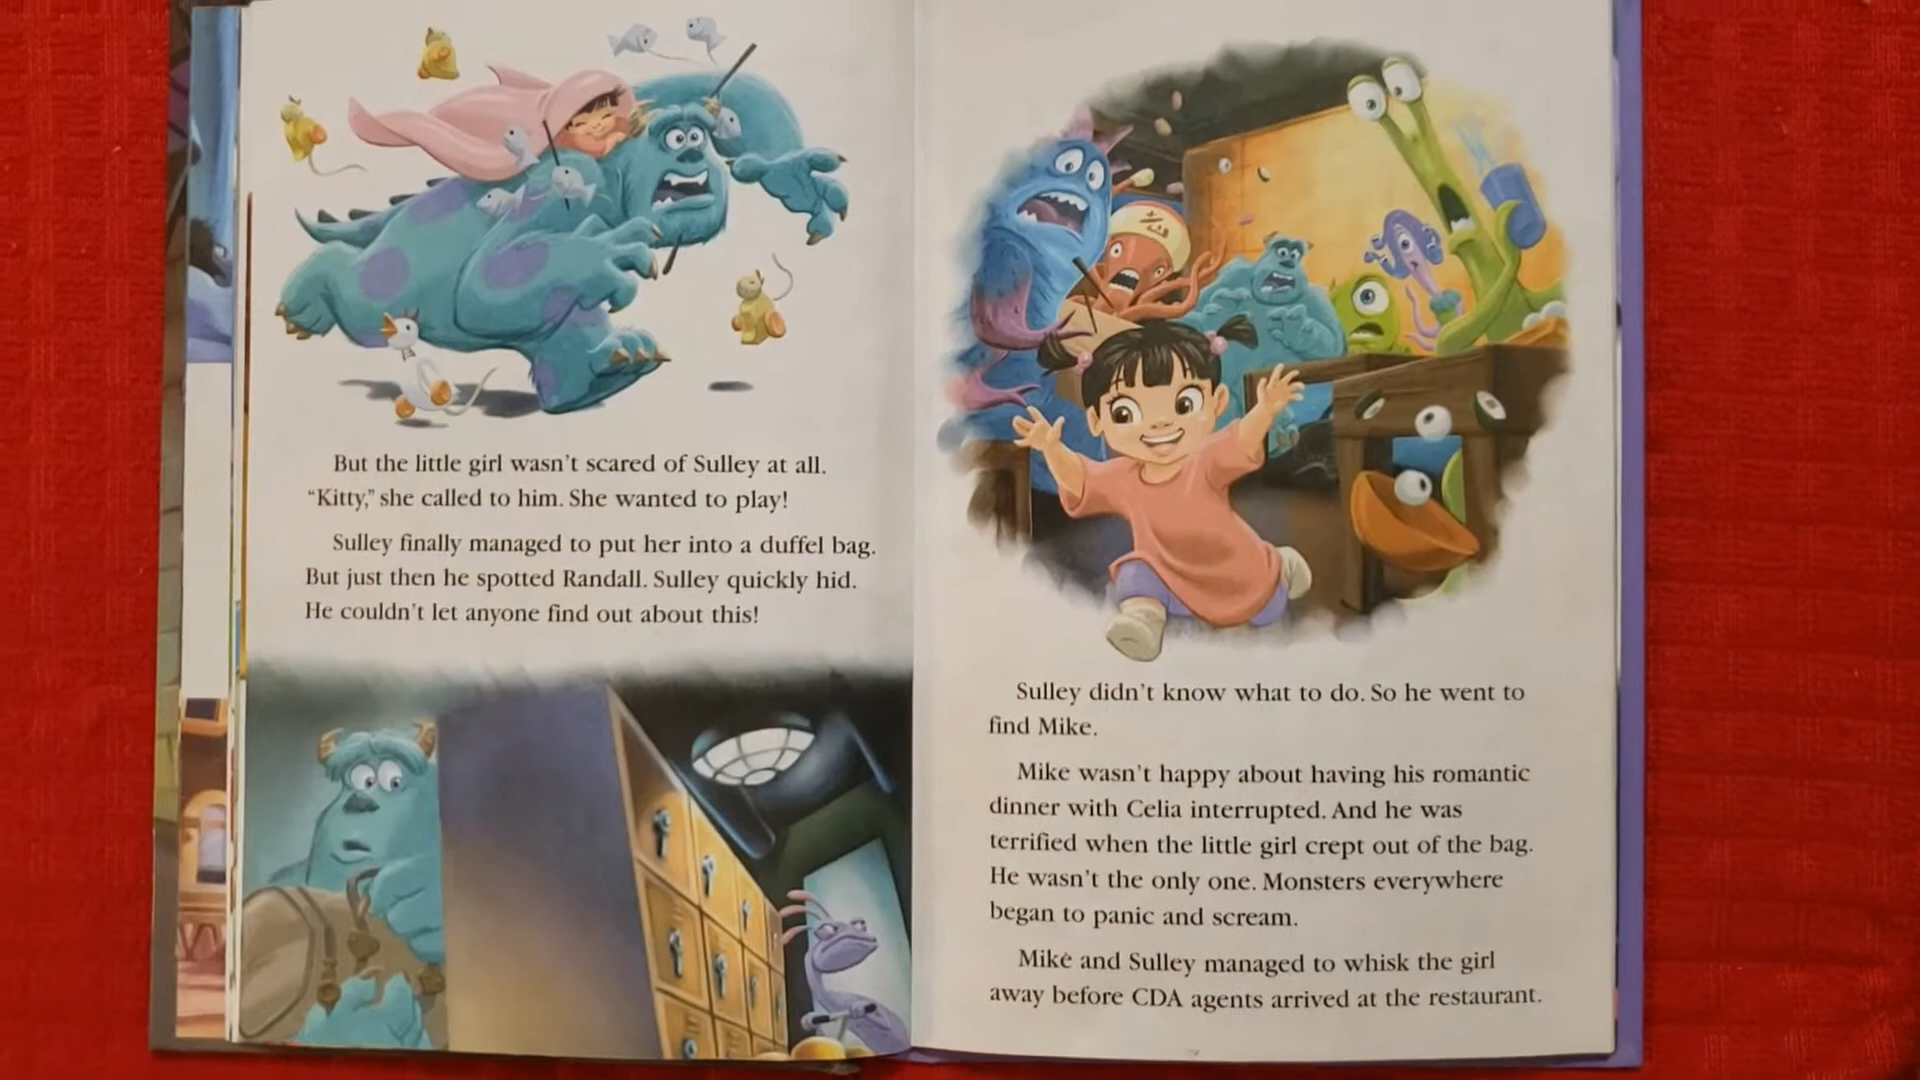 But the little girl wasn't scared of Sulley at all.
“Kitty,” she called to him. She wanted to play!
Sulley finally managed to put her into a duffel bag.
But just then he spotted Randall. Sulley quickly hid.
He couldn't let anyone find out about this!
Sulley didn't know what to do. So he went to
find Mike.
Mike wasn't happy about having his romantic
dinner with Celia interrupted. And he was
terrified when the little girl crept out of the bag.
He wasn't the only one. Monsters everywhere
began to panic and scream.
Mike and Sulley managed to whisk the girl
away before CDA agents arrived at the restaurant.